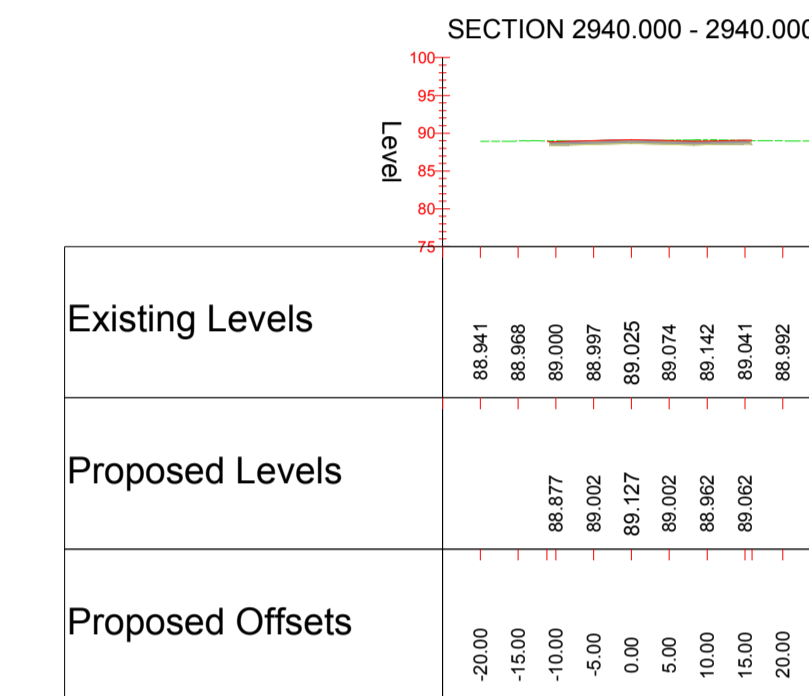 SECTION 2940.000 - 2940.000
100
95
90
85
80
75
Level
Existing Levels
88.941 88.968 89.000 88.997 89.025 89.074 89.142 89.041 88.992
Proposed Levels
88.877 89.002 89.127 89.002 88.962 89.062
Proposed Offsets
-20.00 -15.00 -10.00 -5.00 0.00 5.00 10.00 15.00 20.00